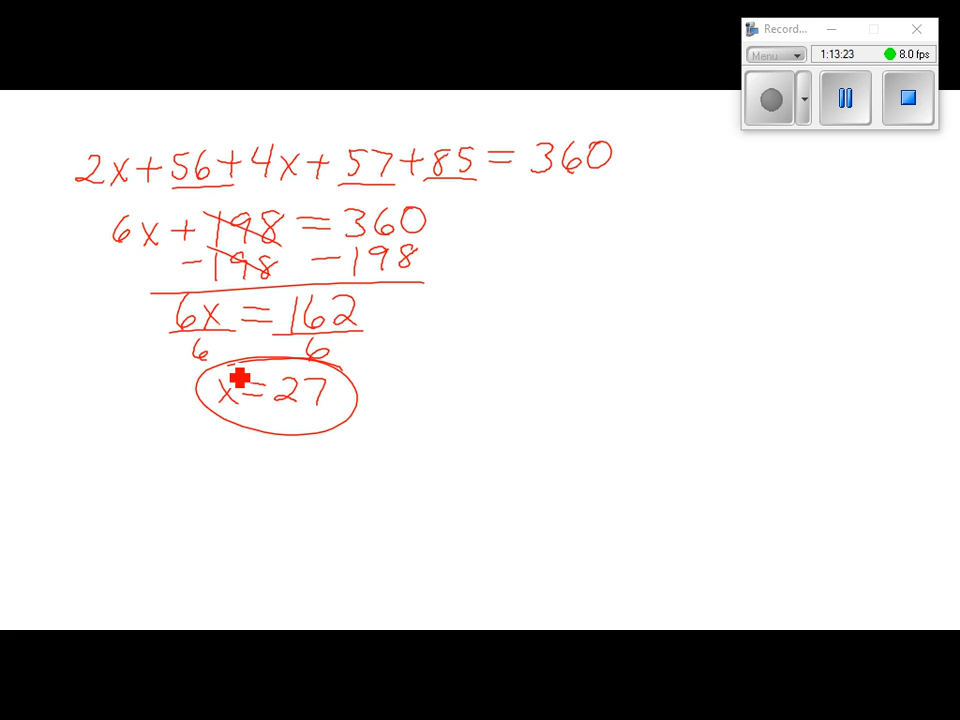 Record...
Menu
1:13:23
8.0 fps
2x + 56 + 4x + 57 + 85 = 360
6x + 198 = 360
- 198 - 198
6x = 162
6 6
x = 27